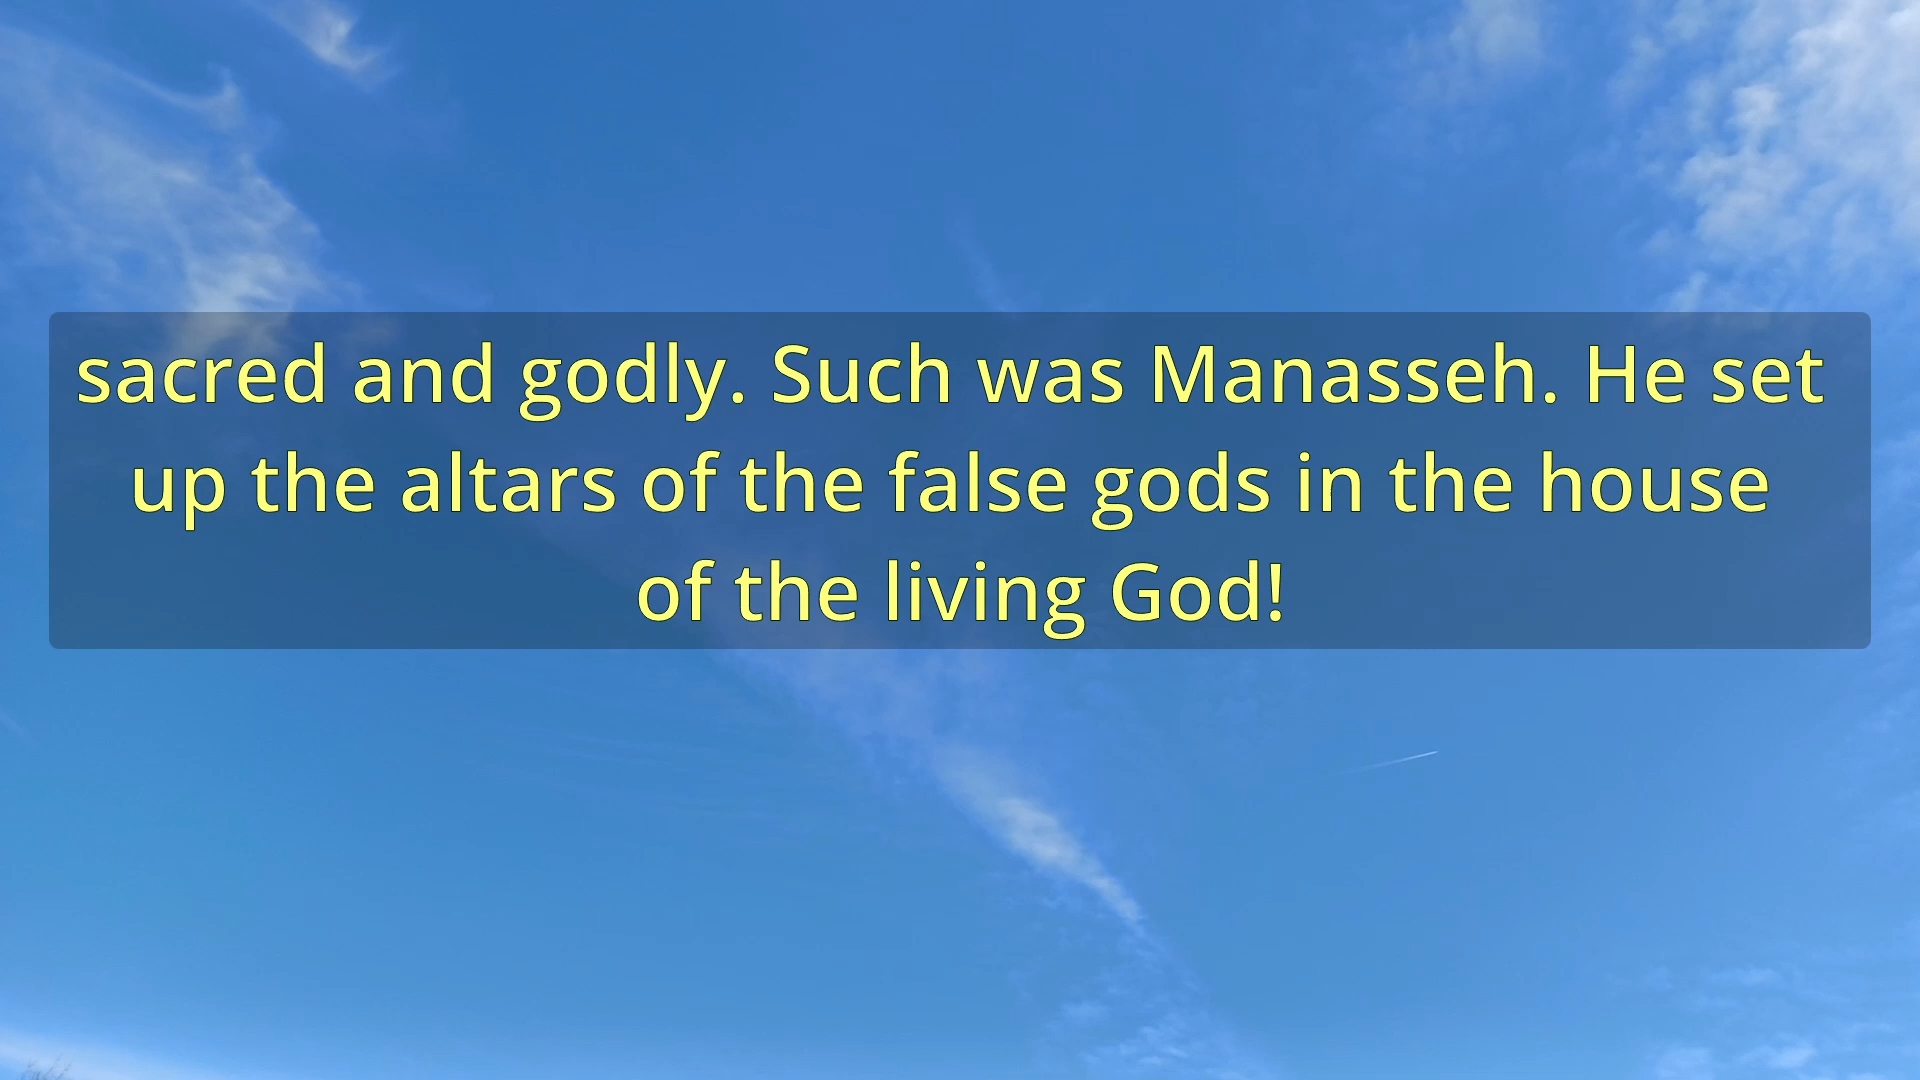 sacred and godly. Such was Manasseh. He set
up the altars of the false gods in the house
of the living God!